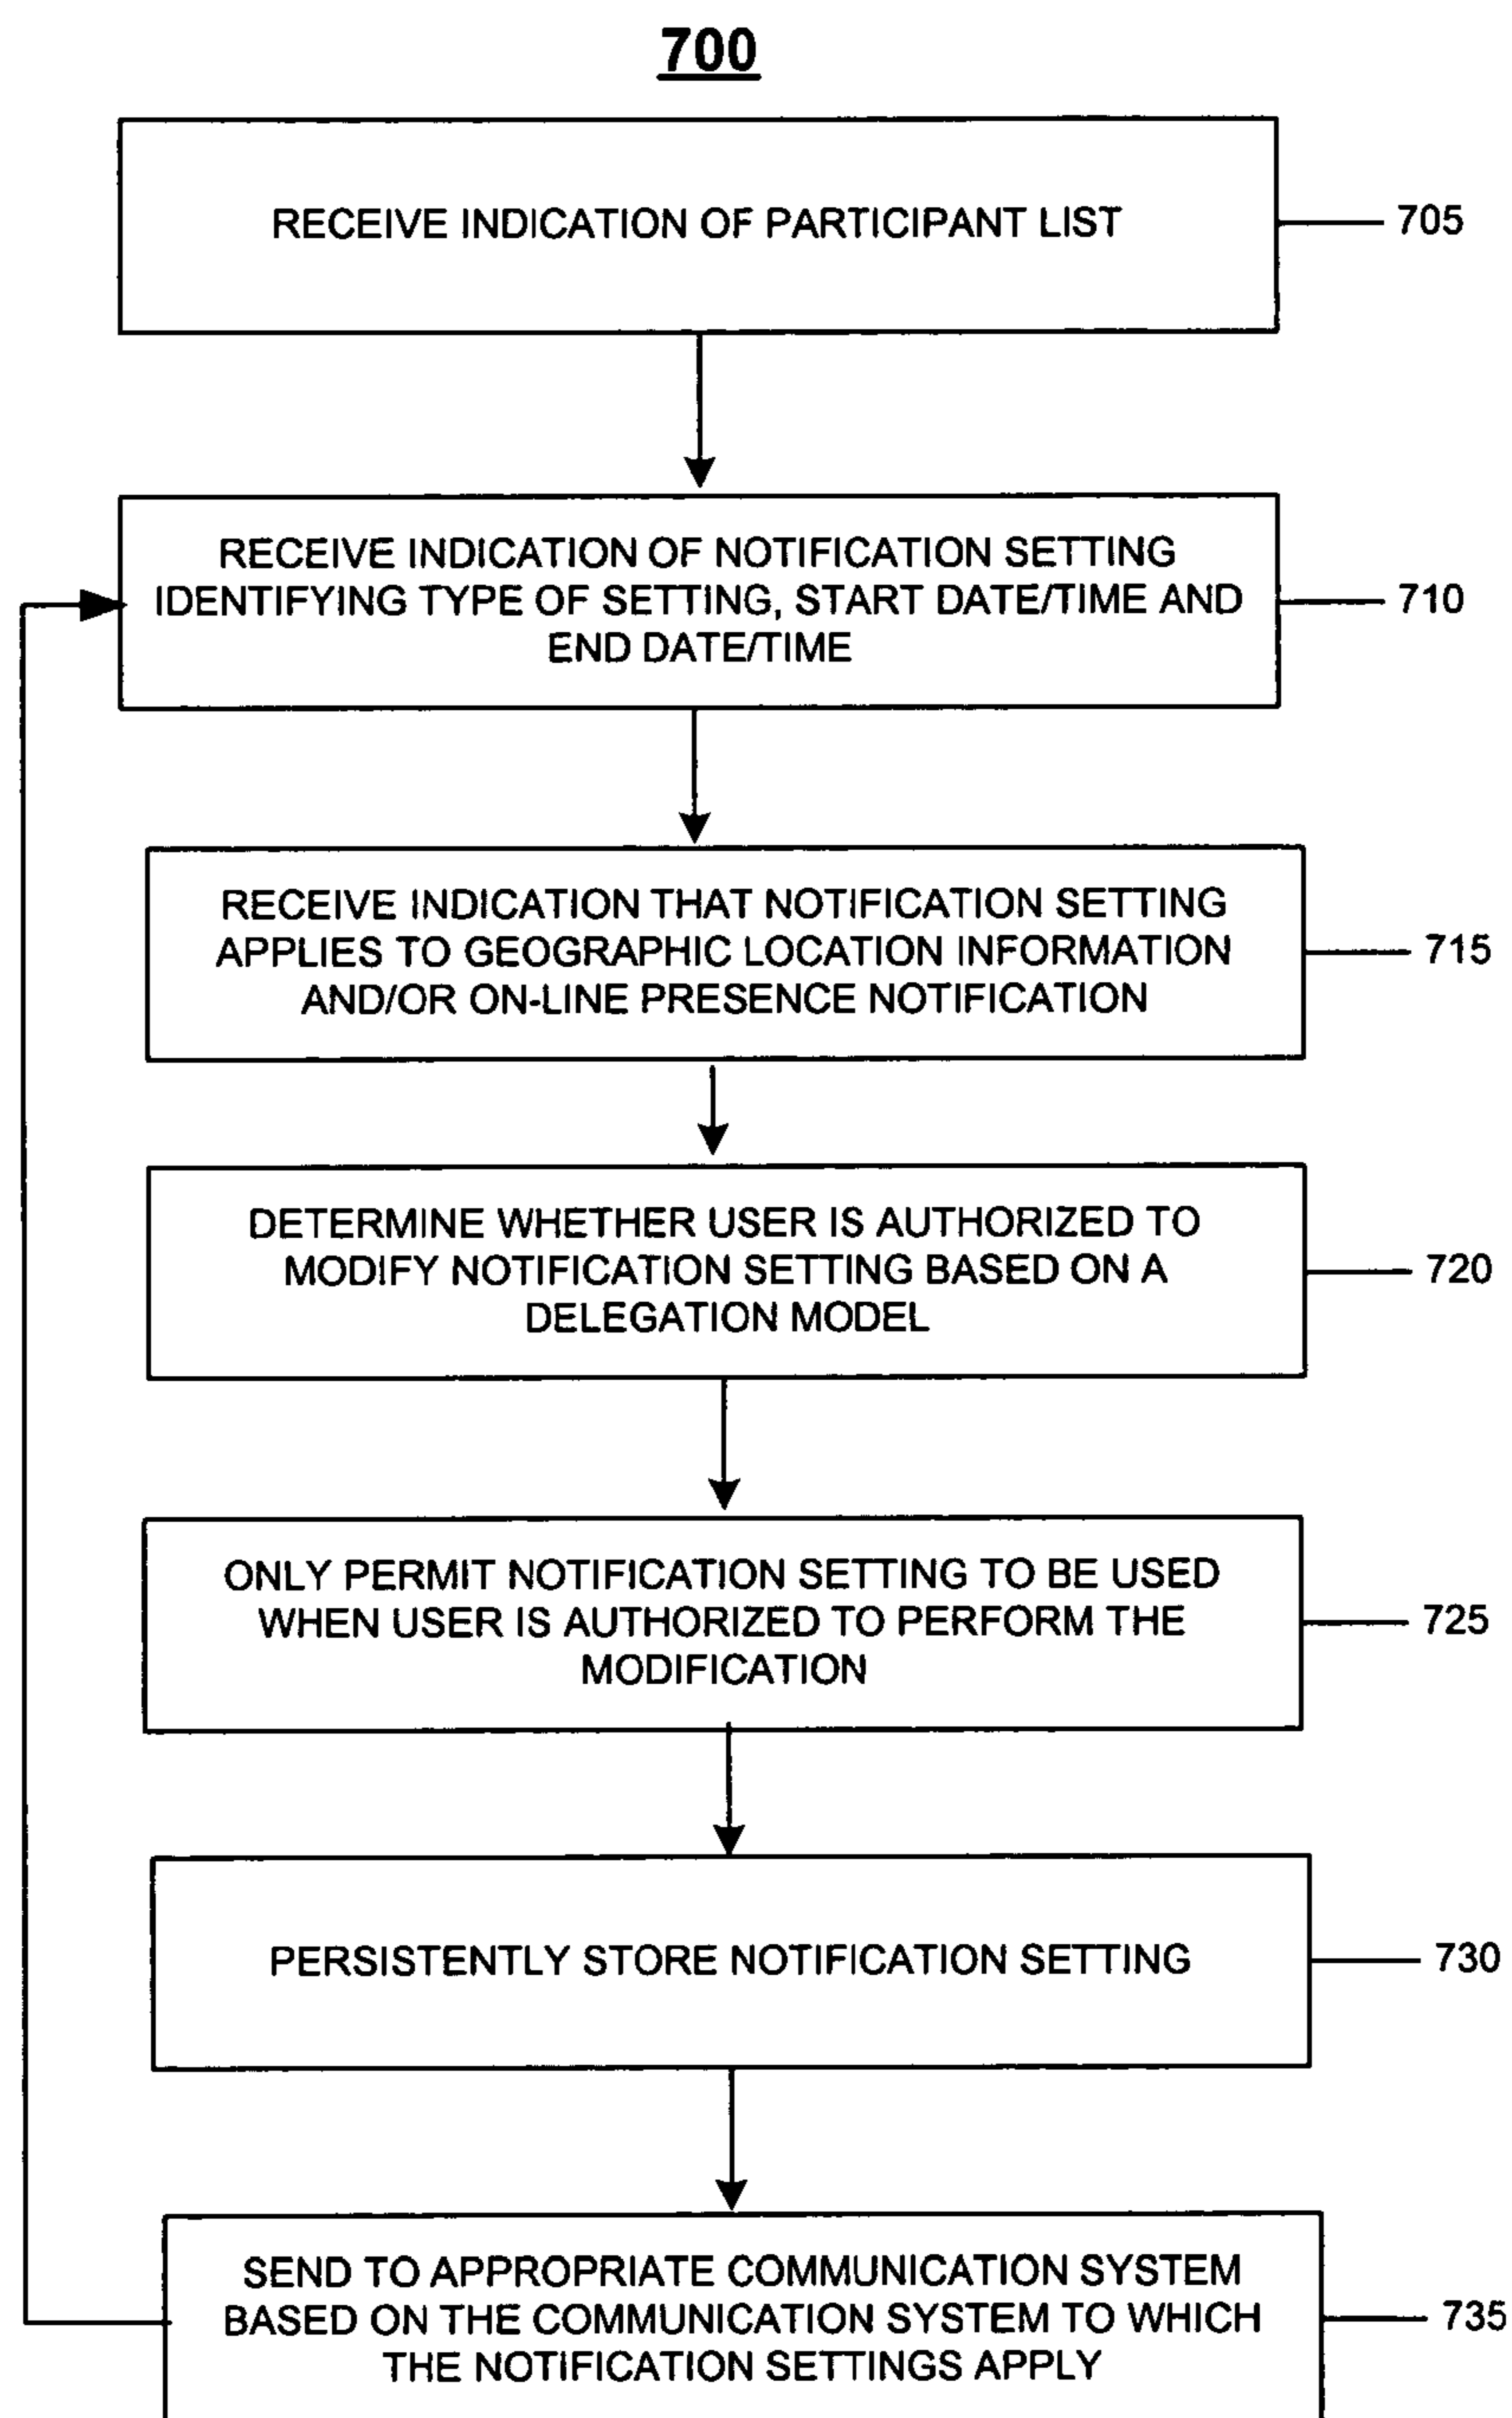 700
RECEIVE INDICATION OF PARTICIPANT LIST
705
RECEIVE INDICATION OF NOTIFICATION SETTING
IDENTIFYING TYPE OF SETTING, START DATE/TIME AND
END DATE/TIME
710
RECEIVE INDICATION THAT NOTIFICATION SETTING
APPLIES TO GEOGRAPHIC LOCATION INFORMATION
AND/OR ON-LINE PRESENCE NOTIFICATION
715
DETERMINE WHETHER USER IS AUTHORIZED TO
MODIFY NOTIFICATION SETTING BASED ON A
DELEGATION MODEL
720
ONLY PERMIT NOTIFICATION SETTING TO BE USED
WHEN USER IS AUTHORIZED TO PERFORM THE
MODIFICATION
725
PERSISTENTLY STORE NOTIFICATION SETTING
730
SEND TO APPROPRIATE COMMUNICATION SYSTEM
BASED ON THE COMMUNICATION SYSTEM TO WHICH
THE NOTIFICATION SETTINGS APPLY
735